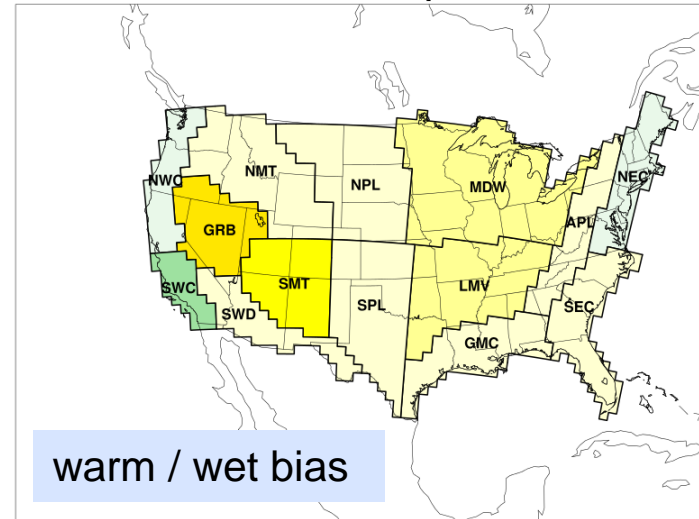 NWC
NMT
NPL
MDW
NEC
APL
GRB
SWC
SMT
SWD
SPL
LMV
SEC
GMC
warm / wet bias